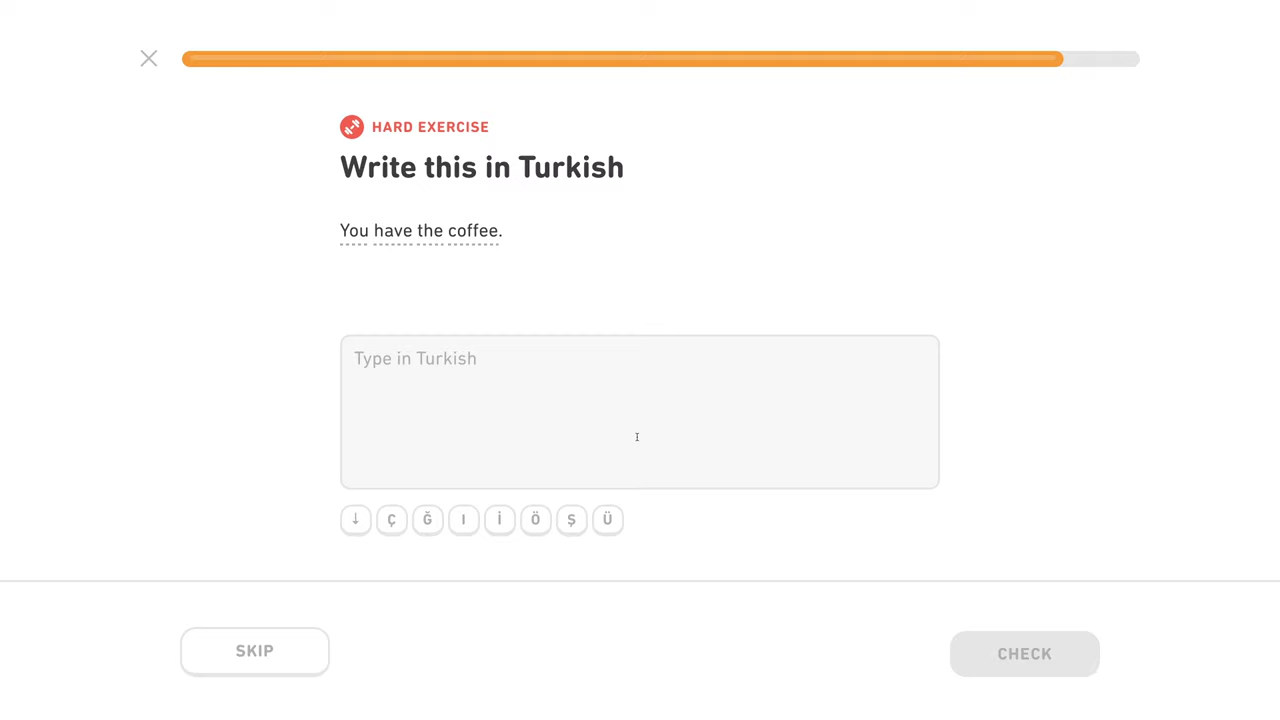 HARD EXERCISE
Write this in Turkish
You have the coffee.
Type in Turkish
↓ Ç Ğ I İ Ö Ş Ü
SKIP
CHECK